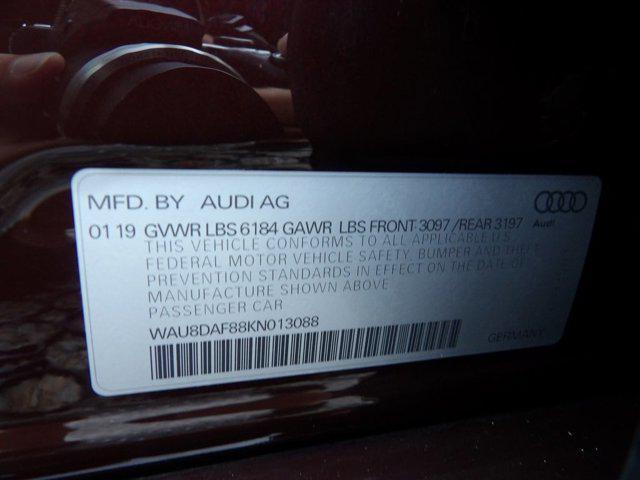 MFD. BY AUDI AG
01 19 GVWR LBS 6184 GAWR LBS FRONT 3097 /REAR 3197
THIS VEHICLE CONFORMS TO ALL APPLICABLE U.S.
FEDERAL MOTOR VEHICLE SAFETY, BUMPER AND THEFT
PREVENTION STANDARDS IN EFFECT ON THE DATE OF
MANUFACTURE SHOWN ABOVE
PASSENGER CAR
WAU8DAF88KN013088
Audi
GERMANY